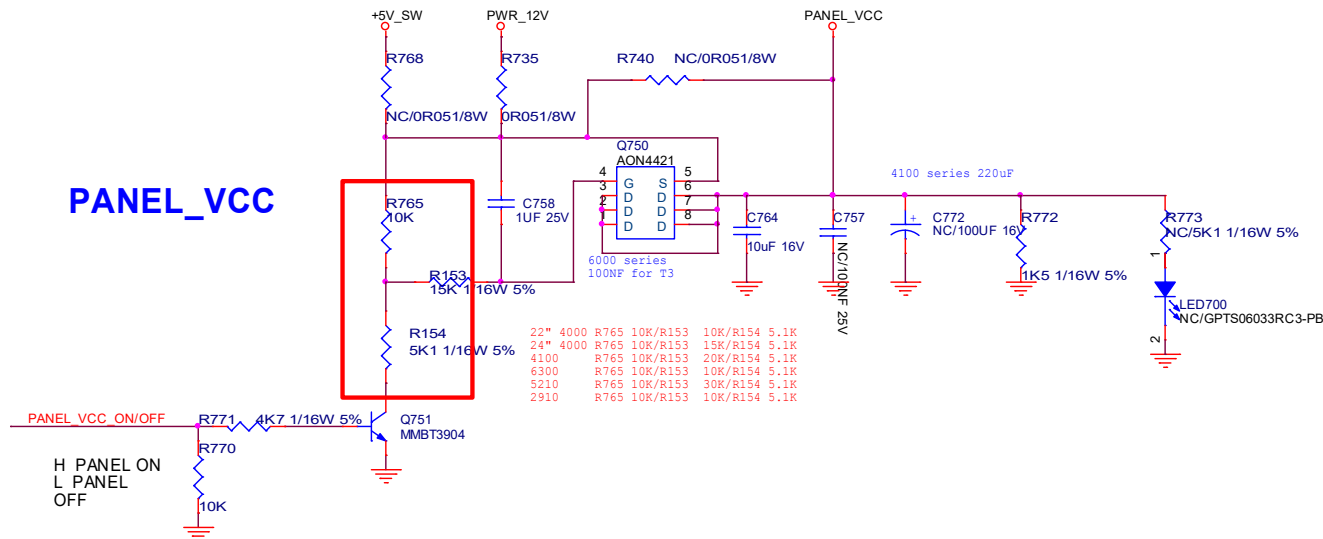 +5V_SW
PWR_12V
PANEL_VCC
R768
NC/0R051/8W
R735
0R051/8W
R740 NC/0R051/8W
PANEL_VCC
R765
10K
C758
1UF 25V
Q750
AON4421
4 G S 5
3 D 6
2 D D 7
1 D D 8
6000 series
100NF for T3
R153
15K 1/16W 5%
R154
5K1 1/16W 5%
C764
10uF 16V
C757
NC/100NF 25V
4100 series 220uF
C772
NC/100UF 16V
R772
1K5 1/16W 5%
R773
NC/5K1 1/16W 5%
1
LED700
NC/GPTS06033RC3-PB
2
22" 4000 R765 10K/R153 10K/R154 5.1K
24" 4000 R765 10K/R153 15K/R154 5.1K
4100 R765 10K/R153 20K/R154 5.1K
6300 R765 10K/R153 10K/R154 5.1K
5210 R765 10K/R153 30K/R154 5.1K
2910 R765 10K/R153 10K/R154 5.1K
PANEL_VCC_ON/OFF
R771 4K7 1/16W 5%
Q751
MMBT3904
R770
10K
H PANEL ON
L PANEL
OFF